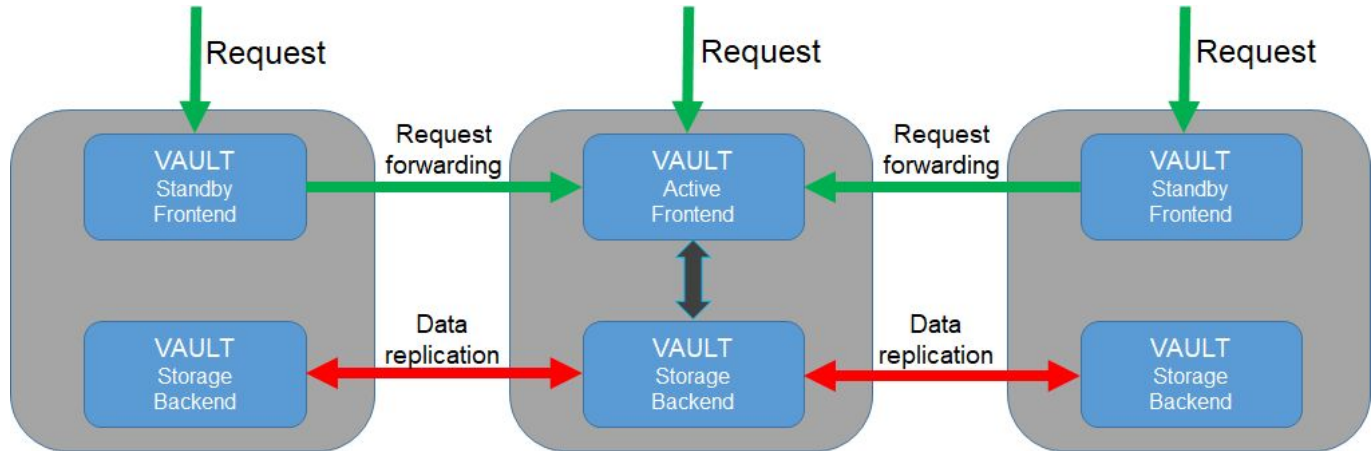 Request
Request
Request
VAULT
Standby
Frontend
Request
forwarding
VAULT
Active
Frontend
Request
forwarding
VAULT
Standby
Frontend
VAULT
Storage
Backend
Data
replication
VAULT
Storage
Backend
Data
replication
VAULT
Storage
Backend